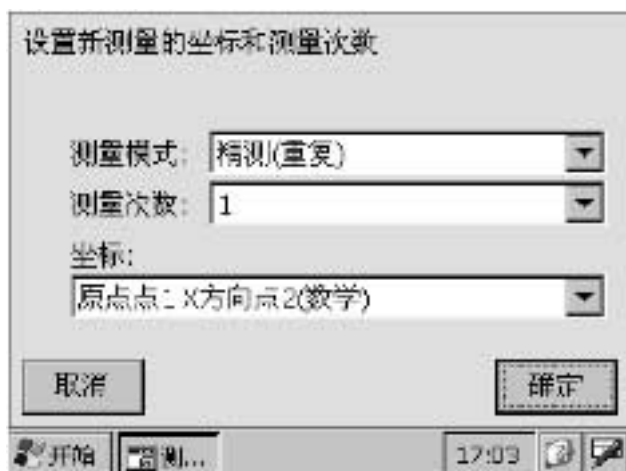 设置新测量的坐标和测量次数
测量模式: 精测(重复)
测量次数: 1
坐标:
原点点1 X方向点2(数学)
取消 确定
开始 测... 17:03